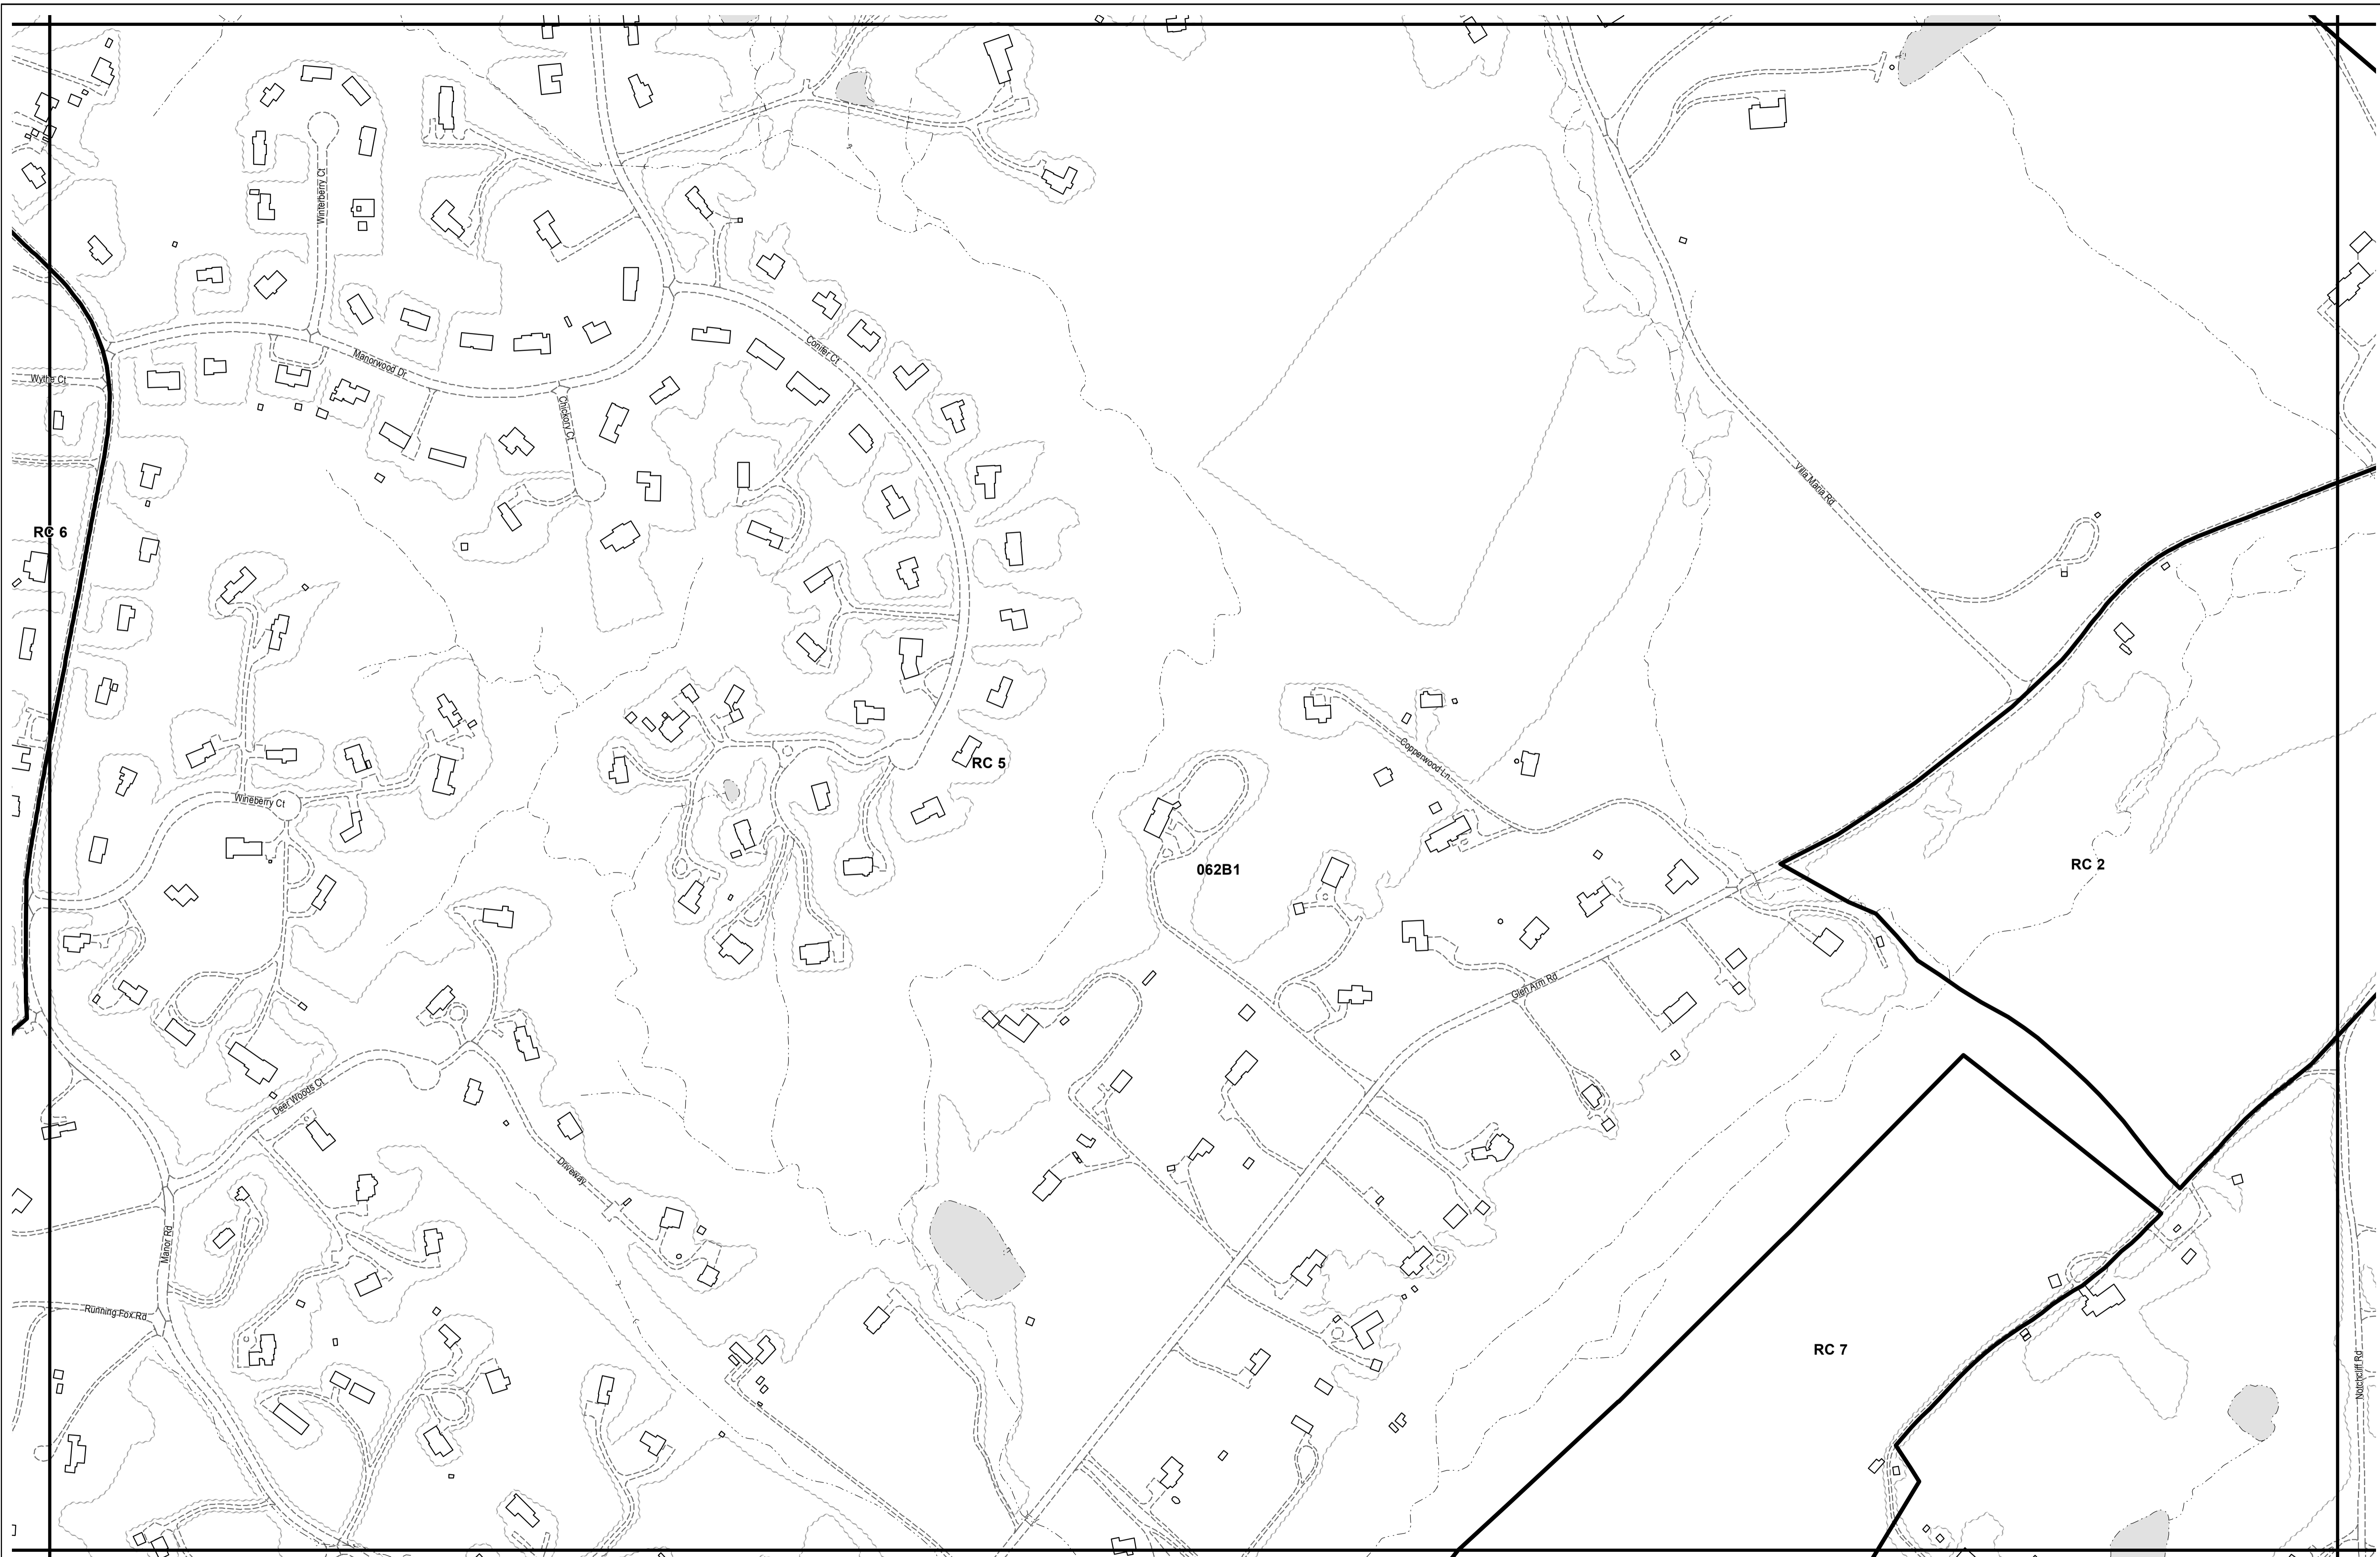 Winterberry Ct
Conifer Ct
Manorwood Dr
Wythe Ct
Chickory Ct
Villa Maria Rd
RC 6
Copperwood Ln
RC 5
Wineberry Ct
062B1
RC 2
Glen Arm Rd
Deer Woods Ct
Driveway
Manor Rd
Running Fox Rd
RC 7
Notchcliff Rd